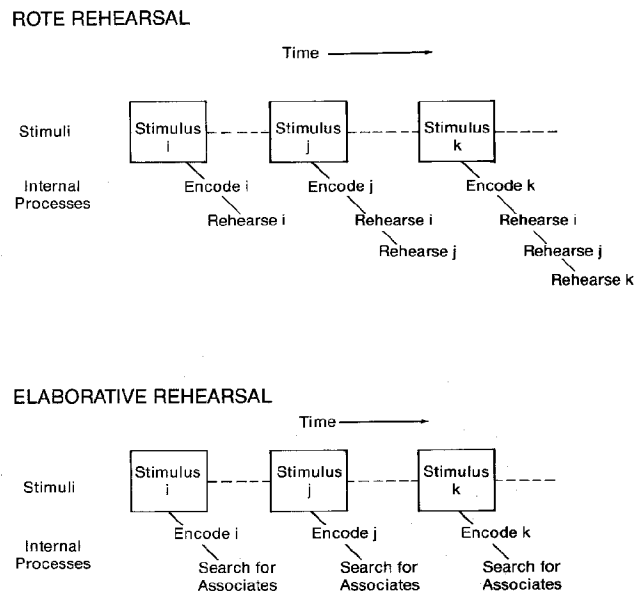 ROTE REHEARSAL
Time
Stimuli
Stimulus
i
Stimulus
j
Stimulus
k
Internal
Processes
Encode i
Encode j
Encode k
Rehearse i
Rehearse i
Rehearse i
Rehearse j
Rehearse j
Rehearse k
ELABORATIVE REHEARSAL
Time
Stimuli
Stimulus
i
Stimulus
j
Stimulus
k
Internal
Processes
Encode i
Encode j
Encode k
Search for
Associates
Search for
Associates
Search for
Associates